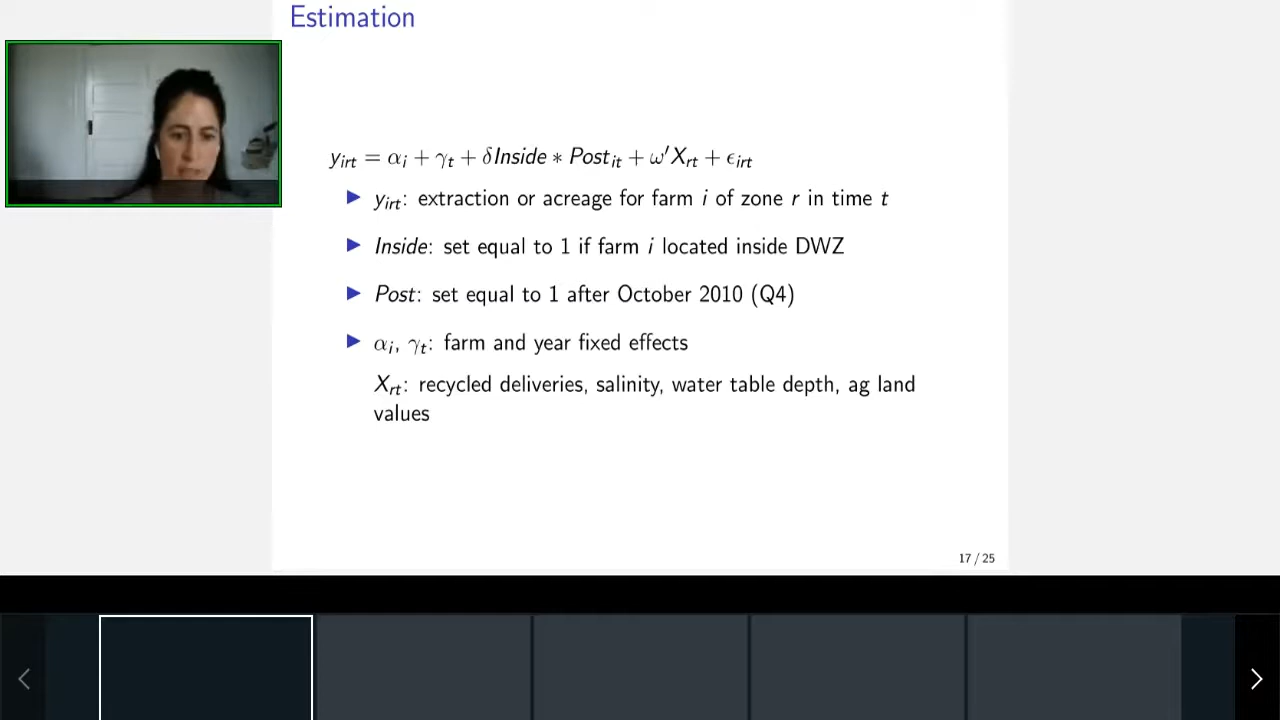 Estimation
y_irt = α_i + γ_t + δInside ∗ Post_it + ω′X_rt + ϵ_irt
▶ y_irt: extraction or acreage for farm i of zone r in time t
▶ Inside: set equal to 1 if farm i located inside DWZ
▶ Post: set equal to 1 after October 2010 (Q4)
▶ α_i, γ_t: farm and year fixed effects
X_rt: recycled deliveries, salinity, water table depth, ag land
values
17 / 25